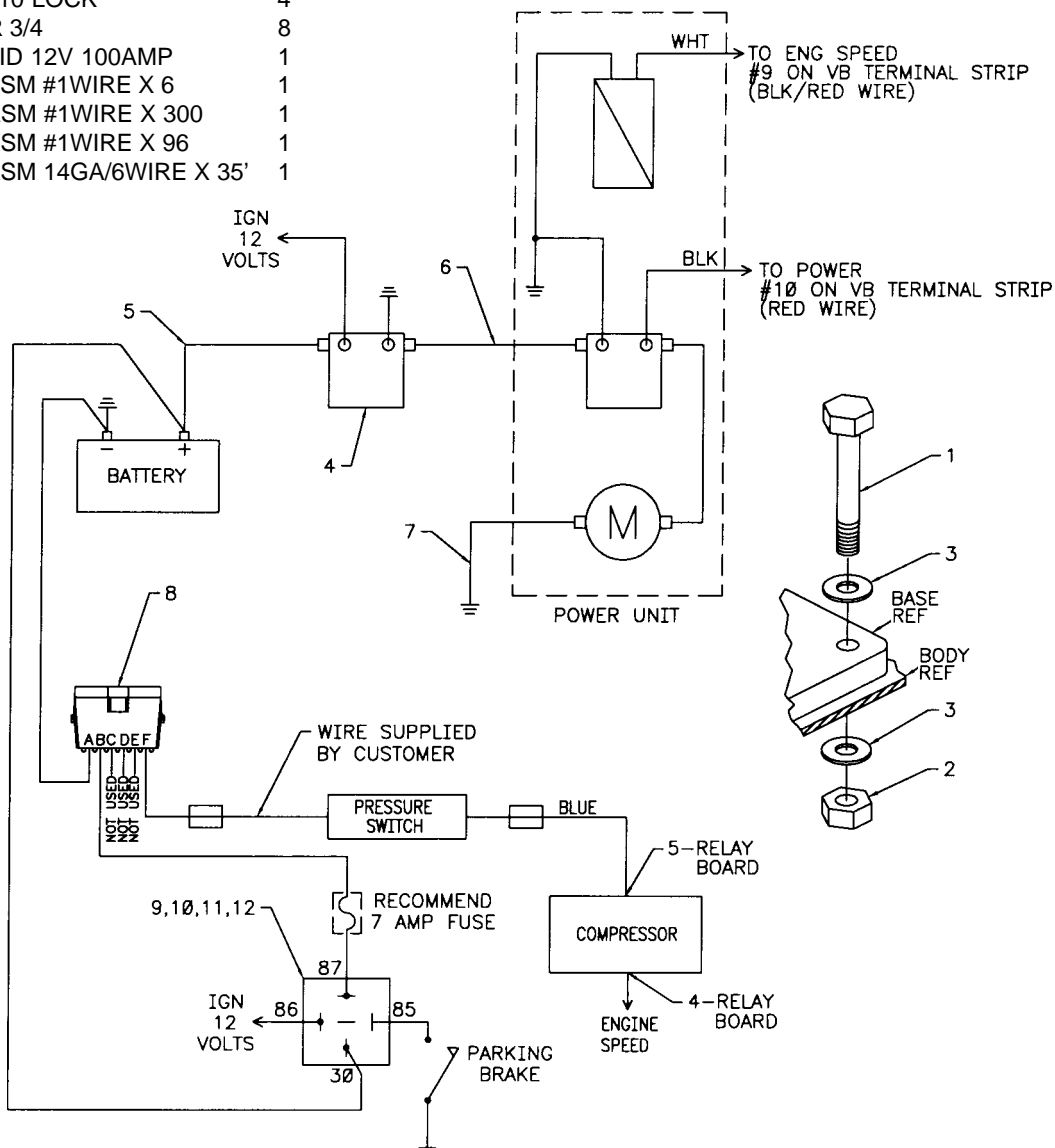 10 LOCK 4
R 3/4 8
ID 12V 100AMP 1
SM #1WIRE X 6 1
SM #1WIRE X 300 1
SM #1WIRE X 96 1
SM 14GA/6WIRE X 35' 1
WHT
TO ENG SPEED
#9 ON VB TERMINAL STRIP
(BLK/RED WIRE)
IGN
12
VOLTS
6
BLK
TO POWER
#10 ON VB TERMINAL STRIP
(RED WIRE)
5
4
- +
BATTERY
7
M
POWER UNIT
1
3
BASE
REF
BODY
REF
3
2
8
ABCDEF
NOT USED
NOT USED
NOT USED
WIRE SUPPLIED
BY CUSTOMER
PRESSURE
SWITCH
BLUE
5-RELAY
BOARD
COMPRESSOR
4-RELAY
BOARD
ENGINE
SPEED
9,10,11,12
RECOMMEND
7 AMP FUSE
87
IGN
12
VOLTS
86
85
30
PARKING
BRAKE